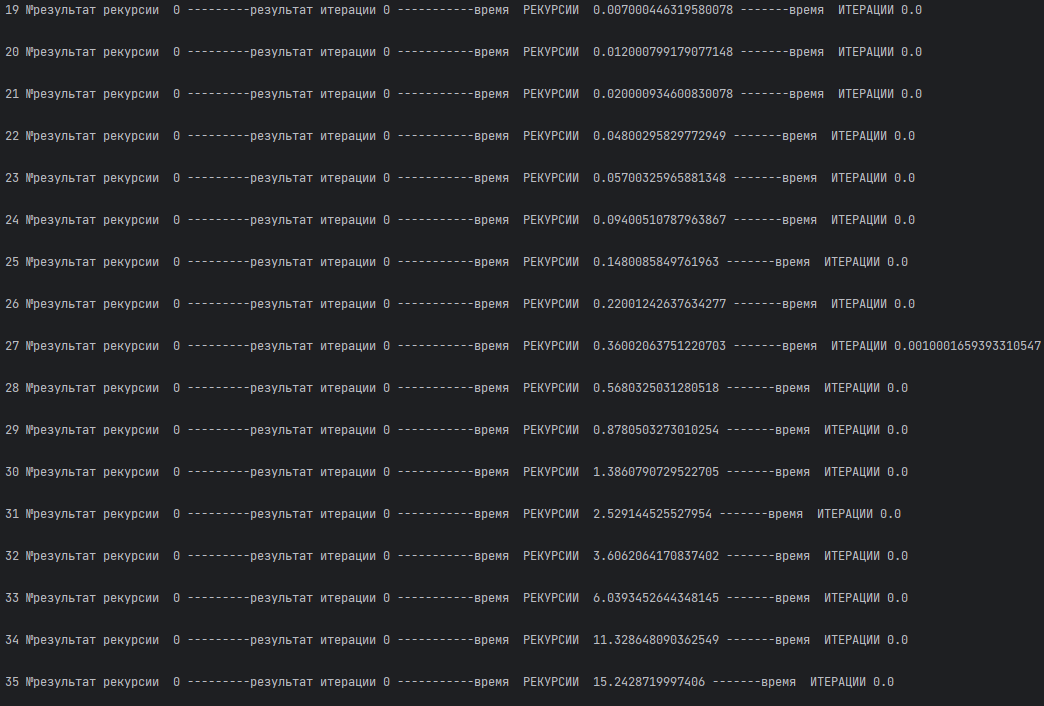 19 №результат рекурсии  0 ---------результат итерации 0 -----------время  РЕКУРСИИ  0.007000446319580078 -------время  ИТЕРАЦИИ 0.0
20 №результат рекурсии  0 ---------результат итерации 0 -----------время  РЕКУРСИИ  0.012000799179077148 -------время  ИТЕРАЦИИ 0.0
21 №результат рекурсии  0 ---------результат итерации 0 -----------время  РЕКУРСИИ  0.020000934600830078 -------время  ИТЕРАЦИИ 0.0
22 №результат рекурсии  0 ---------результат итерации 0 -----------время  РЕКУРСИИ  0.04800295829772949 -------время  ИТЕРАЦИИ 0.0
23 №результат рекурсии  0 ---------результат итерации 0 -----------время  РЕКУРСИИ  0.05700325965881348 -------время  ИТЕРАЦИИ 0.0
24 №результат рекурсии  0 ---------результат итерации 0 -----------время  РЕКУРСИИ  0.09400510787963867 -------время  ИТЕРАЦИИ 0.0
25 №результат рекурсии  0 ---------результат итерации 0 -----------время  РЕКУРСИИ  0.1480085849761963 -------время  ИТЕРАЦИИ 0.0
26 №результат рекурсии  0 ---------результат итерации 0 -----------время  РЕКУРСИИ  0.22001242637634277 -------время  ИТЕРАЦИИ 0.0
27 №результат рекурсии  0 ---------результат итерации 0 -----------время  РЕКУРСИИ  0.36002063751220703 -------время  ИТЕРАЦИИ 0.0010001659393310547
28 №результат рекурсии  0 ---------результат итерации 0 -----------время  РЕКУРСИИ  0.5680325031280518 -------время  ИТЕРАЦИИ 0.0
29 №результат рекурсии  0 ---------результат итерации 0 -----------время  РЕКУРСИИ  0.8780503273010254 -------время  ИТЕРАЦИИ 0.0
30 №результат рекурсии  0 ---------результат итерации 0 -----------время  РЕКУРСИИ  1.3860790729522705 -------время  ИТЕРАЦИИ 0.0
31 №результат рекурсии  0 ---------результат итерации 0 -----------время  РЕКУРСИИ  2.529144525527954 -------время  ИТЕРАЦИИ 0.0
32 №результат рекурсии  0 ---------результат итерации 0 -----------время  РЕКУРСИИ  3.6062064170837402 -------время  ИТЕРАЦИИ 0.0
33 №результат рекурсии  0 ---------результат итерации 0 -----------время  РЕКУРСИИ  6.0393452644348145 -------время  ИТЕРАЦИИ 0.0
34 №результат рекурсии  0 ---------результат итерации 0 -----------время  РЕКУРСИИ  11.328648090362549 -------время  ИТЕРАЦИИ 0.0
35 №результат рекурсии  0 ---------результат итерации 0 -----------время  РЕКУРСИИ  15.2428719997406 -------время  ИТЕРАЦИИ 0.0